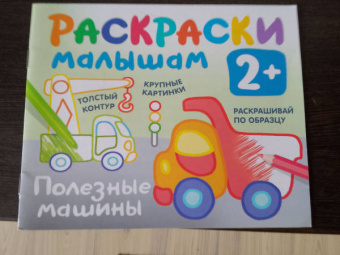 РАСКРАСКИ
малышам
2+
ТОЛСТЫЙ
КОНТУР
КРУПНЫЕ
КАРТИНКИ
РАСКРАШИВАЙ
ПО ОБРАЗЦУ
Полезные
машины